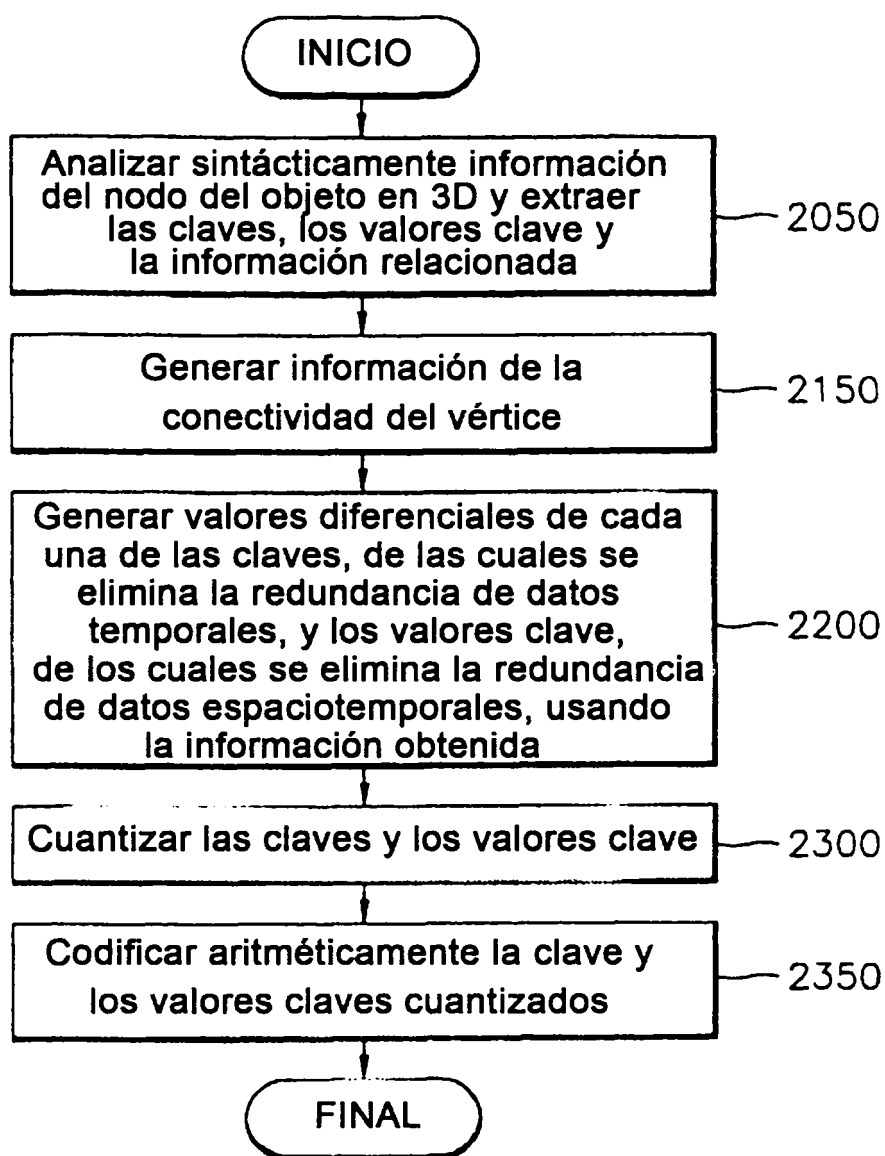 INICIO
Analizar sintácticamente información
del nodo del objeto en 3D y extraer
las claves, los valores clave y
la información relacionada
2050
Generar información de la
conectividad del vértice
2150
Generar valores diferenciales de cada
una de las claves, de las cuales se
elimina la redundancia de datos
temporales, y los valores clave,
de los cuales se elimina la redundancia
de datos espaciotemporales, usando
la información obtenida
2200
Cuantizar las claves y los valores clave
2300
Codificar aritméticamente la clave y
los valores claves cuantizados
2350
FINAL